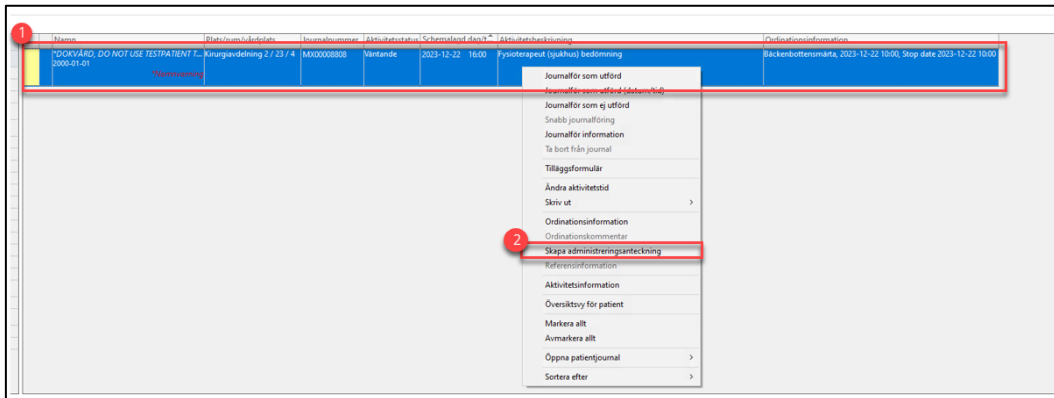 1
Namn Plats/rum/vårdplats Journalnummer Aktivitetsstatus Schemalagd dag/t... Aktivitetsbeskrivning Ordinationsinformation
*DOKVÅRD, DO NOT USE TESTPATIENT T... Kirurgiavdelning 2 / 23 / 4 MX00008808 Väntande 2023-12-22 16:00 Fysioterapeut (sjukhus) bedömning Bäckenbottensmärta, 2023-12-22 10:00, Stop date 2023-12-22 10:00
2000-01-01
*Namnvarning
Journalför som utförd
Journalför som utförd (datum/tid)
Journalför som ej utförd
Snabb journalföring
Journalför information
Ta bort från journal
Tilläggsformulär
Ändra aktivitetstid
Skriv ut
Ordinationsinformation
Ordinationskommentar
2
Skapa administreringsanteckning
Referensinformation
Aktivitetsinformation
Översiktsvy för patient
Markera allt
Avmarkera allt
Öppna patientjournal
Sortera efter